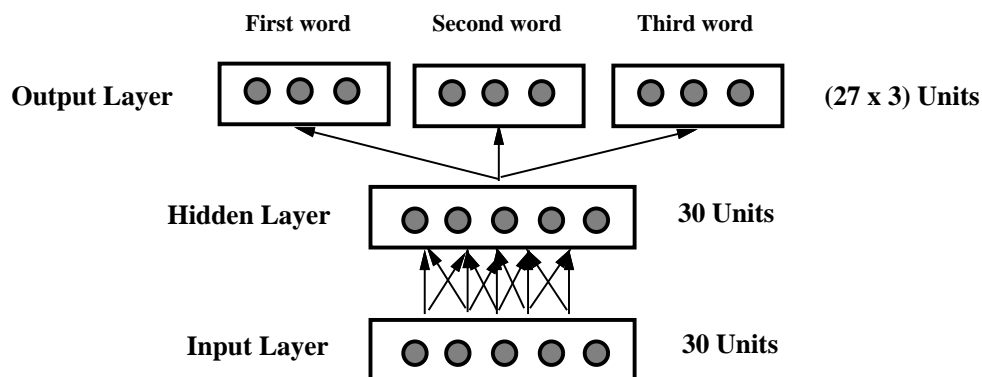 First word Second word Third word
Output Layer (27 x 3) Units
Hidden Layer 30 Units
Input Layer 30 Units